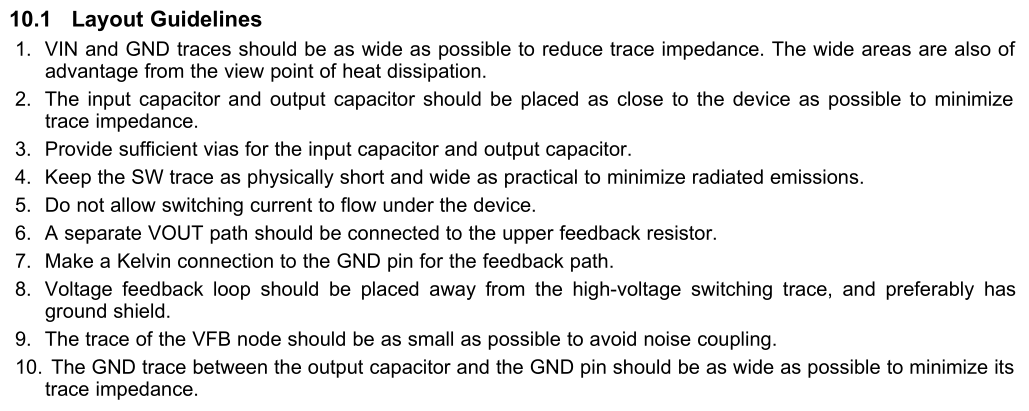 10.1 Layout Guidelines
1. VIN and GND traces should be as wide as possible to reduce trace impedance. The wide areas are also of
advantage from the view point of heat dissipation.
2. The input capacitor and output capacitor should be placed as close to the device as possible to minimize
trace impedance.
3. Provide sufficient vias for the input capacitor and output capacitor.
4. Keep the SW trace as physically short and wide as practical to minimize radiated emissions.
5. Do not allow switching current to flow under the device.
6. A separate VOUT path should be connected to the upper feedback resistor.
7. Make a Kelvin connection to the GND pin for the feedback path.
8. Voltage feedback loop should be placed away from the high-voltage switching trace, and preferably has
ground shield.
9. The trace of the VFB node should be as small as possible to avoid noise coupling.
10. The GND trace between the output capacitor and the GND pin should be as wide as possible to minimize its
trace impedance.